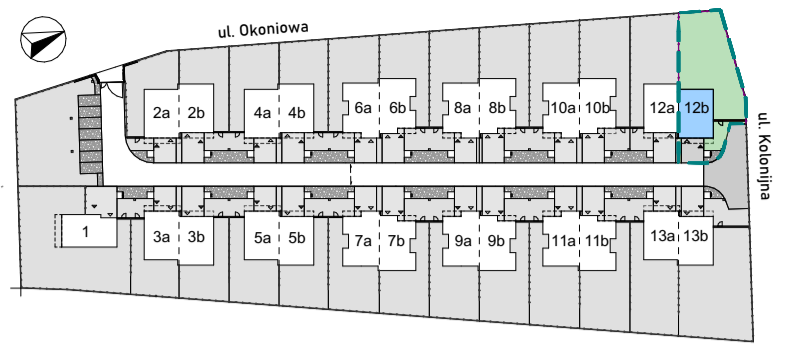 ul. Okoniowa
2a 2b 4a 4b 6a 6b 8a 8b 10a 10b 12a 12b
ul. Kolonijna
1 3a 3b 5a 5b 7a 7b 9a 9b 11a 11b 13a 13b